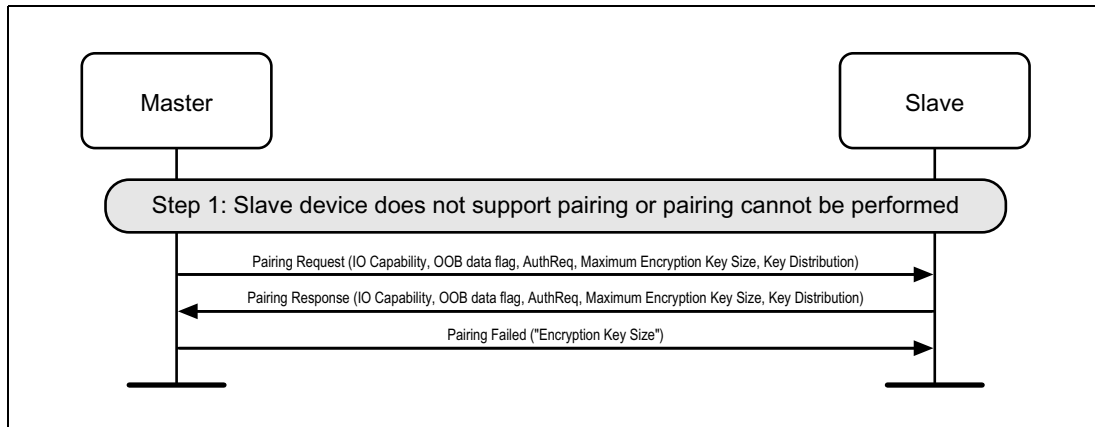 Master
Slave
Step 1: Slave device does not support pairing or pairing cannot be performed
Pairing Request (IO Capability, OOB data flag, AuthReq, Maximum Encryption Key Size, Key Distribution)
Pairing Response (IO Capability, OOB data flag, AuthReq, Maximum Encryption Key Size, Key Distribution)
Pairing Failed ("Encryption Key Size")